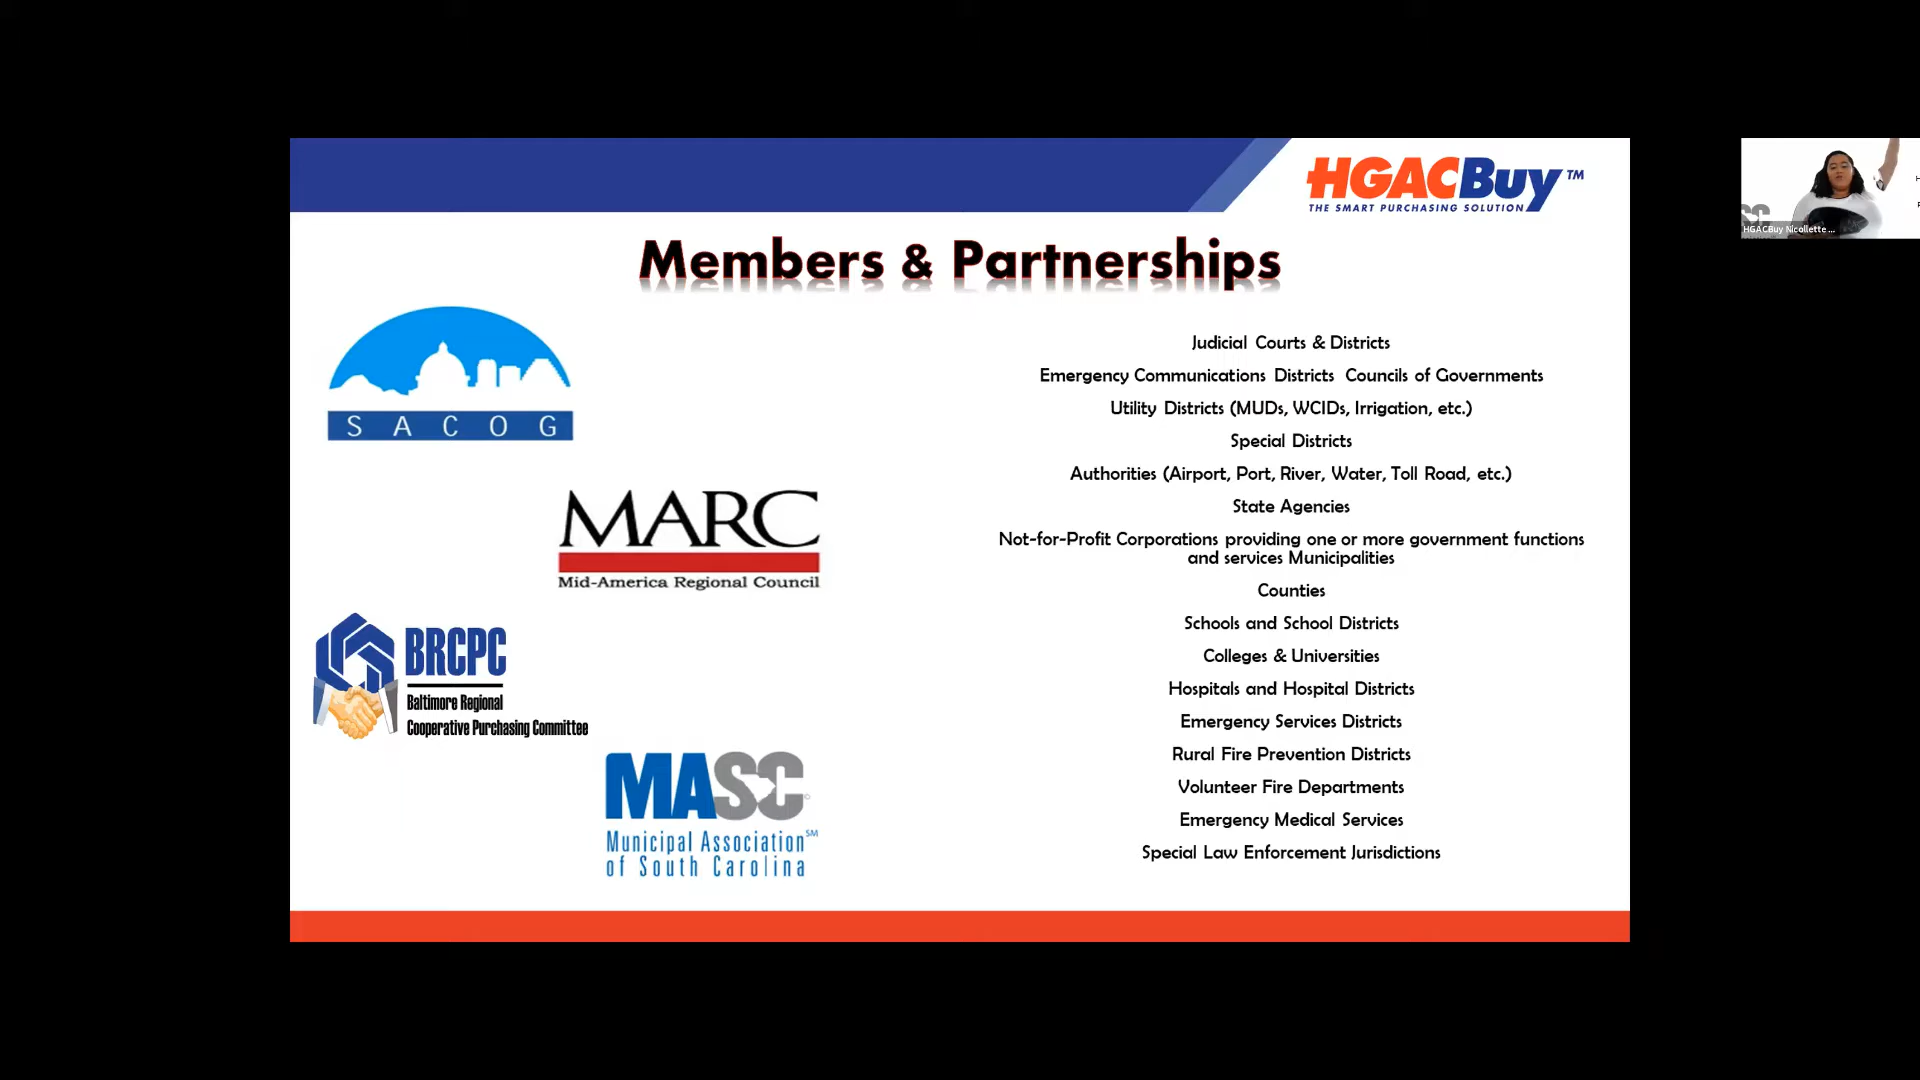 HGACBuy™
THE SMART PURCHASING SOLUTION
Members & Partnerships
SACOG
MARC
Mid-America Regional Council
BRCPC
Baltimore Regional
Cooperative Purchasing Committee
MASC
Municipal Association℠
of South Carolina
Judicial Courts & Districts
Emergency Communications Districts Councils of Governments
Utility Districts (MUDs, WCIDs, Irrigation, etc.)
Special Districts
Authorities (Airport, Port, River, Water, Toll Road, etc.)
State Agencies
Not-for-Profit Corporations providing one or more government functions
and services Municipalities
Counties
Schools and School Districts
Colleges & Universities
Hospitals and Hospital Districts
Emergency Services Districts
Rural Fire Prevention Districts
Volunteer Fire Departments
Emergency Medical Services
Special Law Enforcement Jurisdictions
HGACBuy Nicollette ...